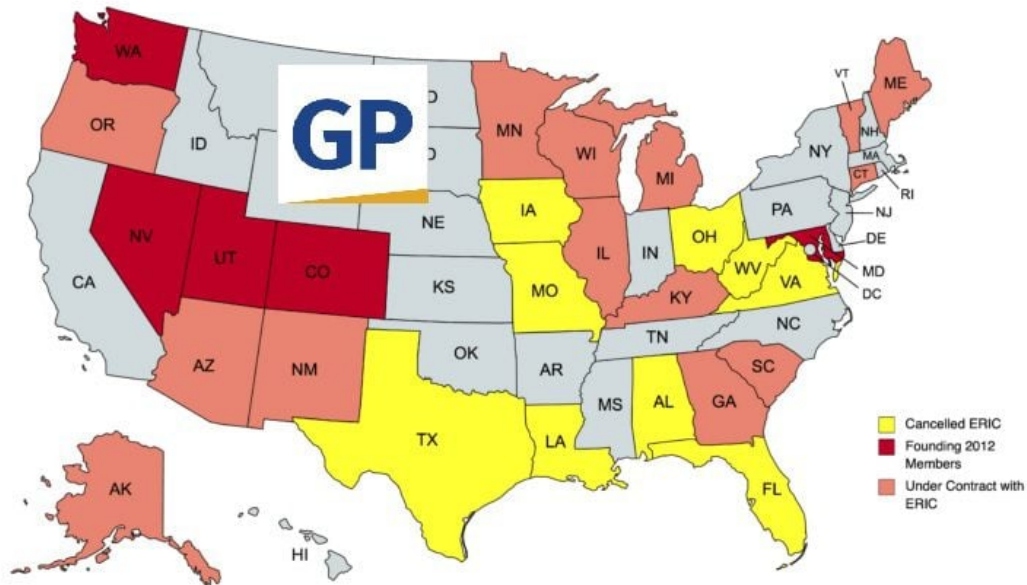 WA
VT
ME
OR
GP
D
MN
ID
WI
NH
NY
D
MA
MI
CT
RI
IA
PA
NE
OH
NJ
NV
IL
IN
DE
UT
CO
WV
MD
CA
KS
MO
VA
KY
DC
NC
TN
OK
AZ
NM
AR
SC
MS
AL
GA
TX
LA
Cancelled ERIC
Founding 2012
Members
Under Contract with
ERIC
AK
FL
HI